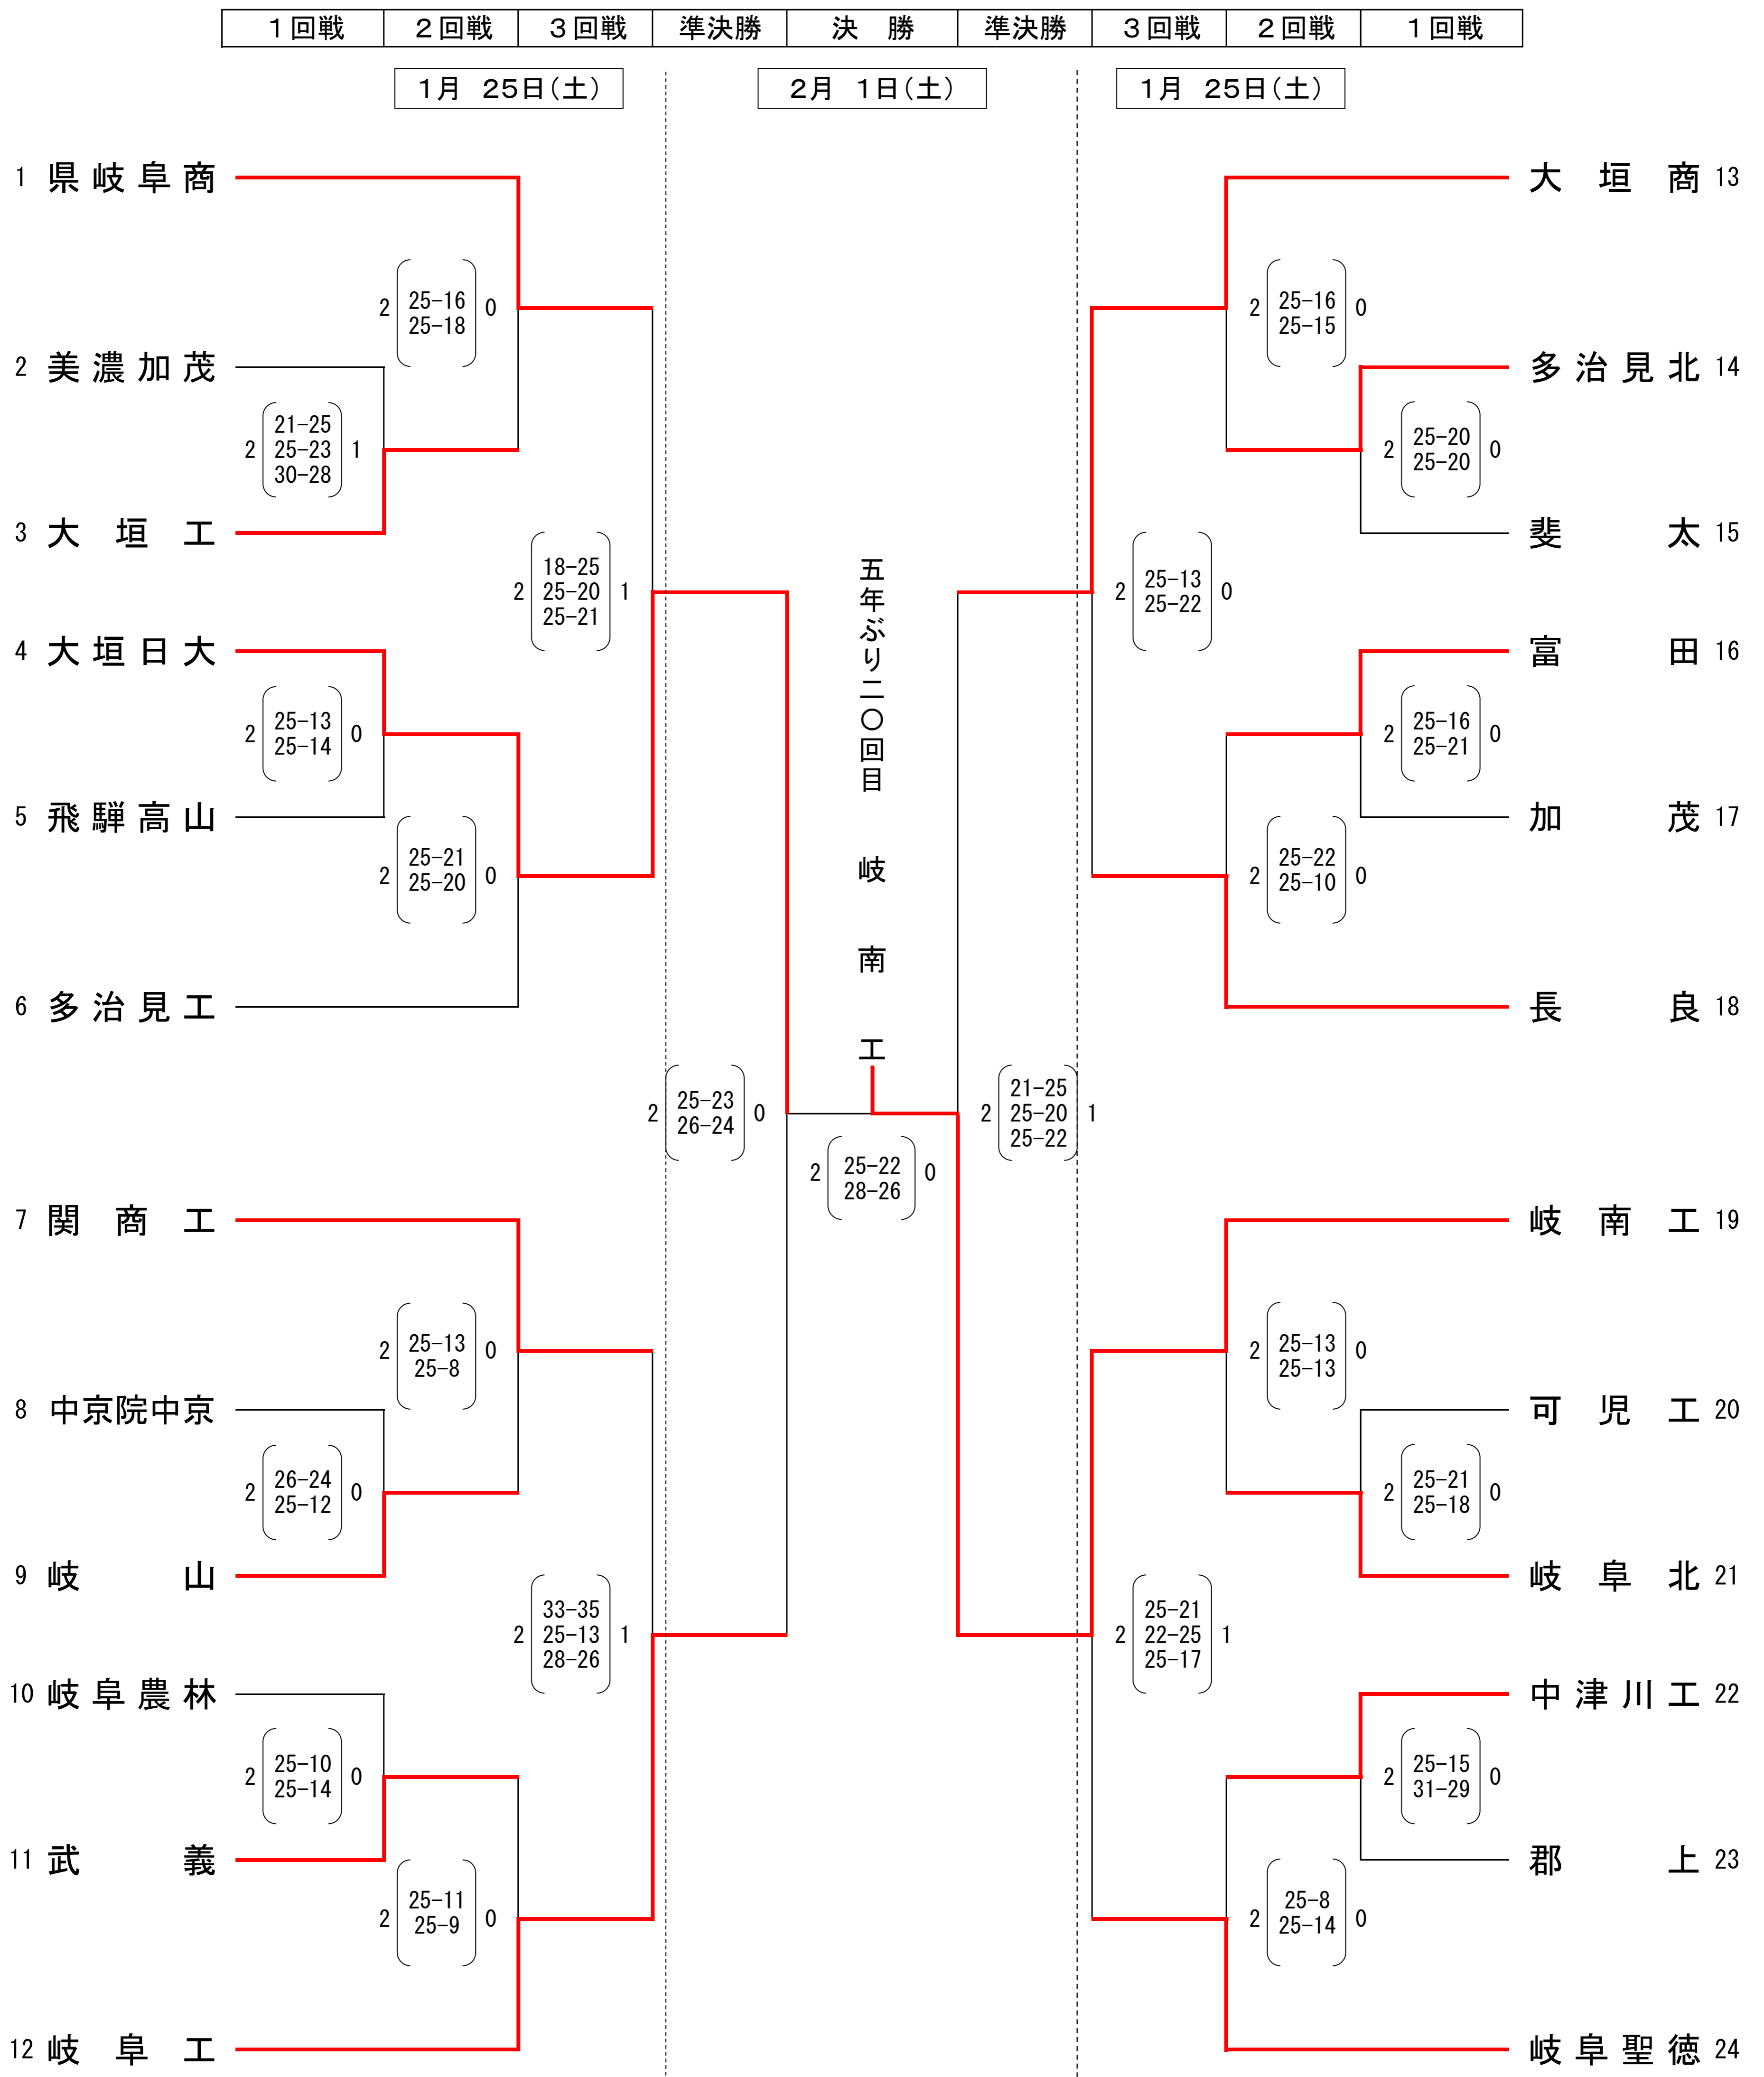 1回戦 2回戦 3回戦 準決勝 決 勝 準決勝 3回戦 2回戦 1回戦
1月 25日(土) 2月 1日(土) 1月 25日(土)
1 県岐阜商
2 25-16 0
25-18
2 美濃加茂
21-25
2 25-23 1
30-28
3 大垣工
18-25
2 25-20 1
25-21
4 大垣日大
2 25-13 0
25-14
5 飛騨高山
2 25-21 0
25-20
6 多治見工
2 25-23 0
26-24
7 関商工
2 25-13 0
25-8
8 中京院中京
2 26-24 0
25-12
9 岐山
33-35
2 25-13 1
28-26
10 岐阜農林
2 25-10 0
25-14
11 武義
2 25-11 0
25-9
12 岐阜工
五年ぶり二〇回目 岐南工
2 25-22 0
28-26
大垣商 13
2 25-16 0
25-15
多治見北 14
2 25-20 0
25-20
斐太 15
2 25-13 0
25-22
富田 16
2 25-16 0
25-21
加茂 17
2 25-22 0
25-10
長良 18
21-25
2 25-20 1
25-22
岐南工 19
2 25-13 0
25-13
可児工 20
2 25-21 0
25-18
岐阜北 21
25-21
2 22-25 1
25-17
中津川工 22
2 25-15 0
31-29
郡上 23
2 25-8 0
25-14
岐阜聖徳 24